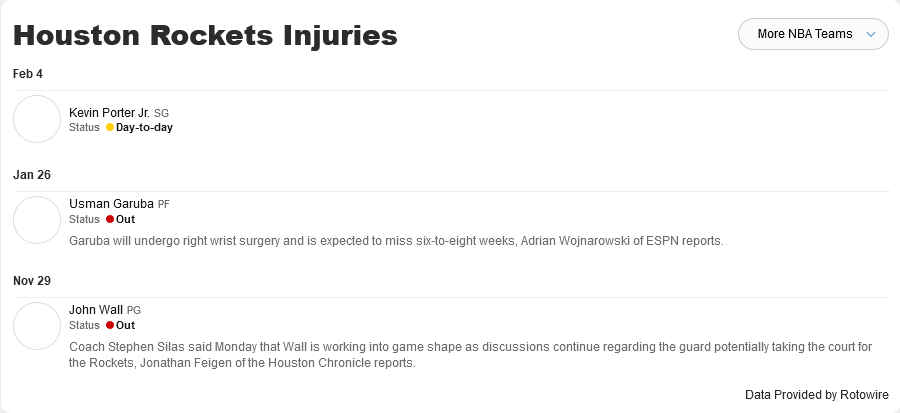 Houston Rockets Injuries
More NBA Teams
Feb 4
Kevin Porter Jr. SG
Status Day-to-day
Jan 26
Usman Garuba PF
Status Out
Garuba will undergo right wrist surgery and is expected to miss six-to-eight weeks, Adrian Wojnarowski of ESPN reports.
Nov 29
John Wall PG
Status Out
Coach Stephen Silas said Monday that Wall is working into game shape as discussions continue regarding the guard potentially taking the court for
the Rockets, Jonathan Feigen of the Houston Chronicle reports.
Data Provided by Rotowire